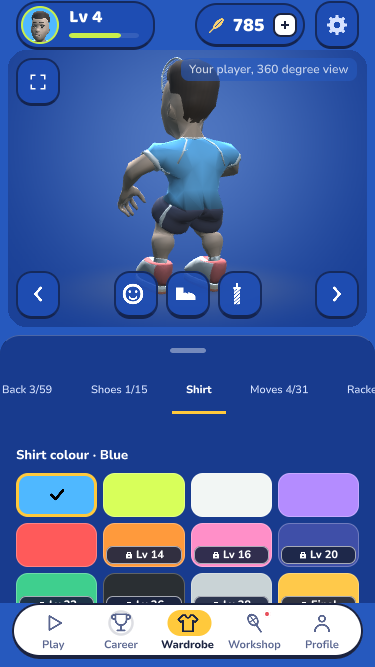 Lv 4
785
Your player, 360 degree view
Back 3/59
Shoes 1/15
Shirt
Moves 4/31
Racke
Shirt colour · Blue
Lv 14
Lv 16
Lv 20
Play
Career
Wardrobe
Workshop
Profile